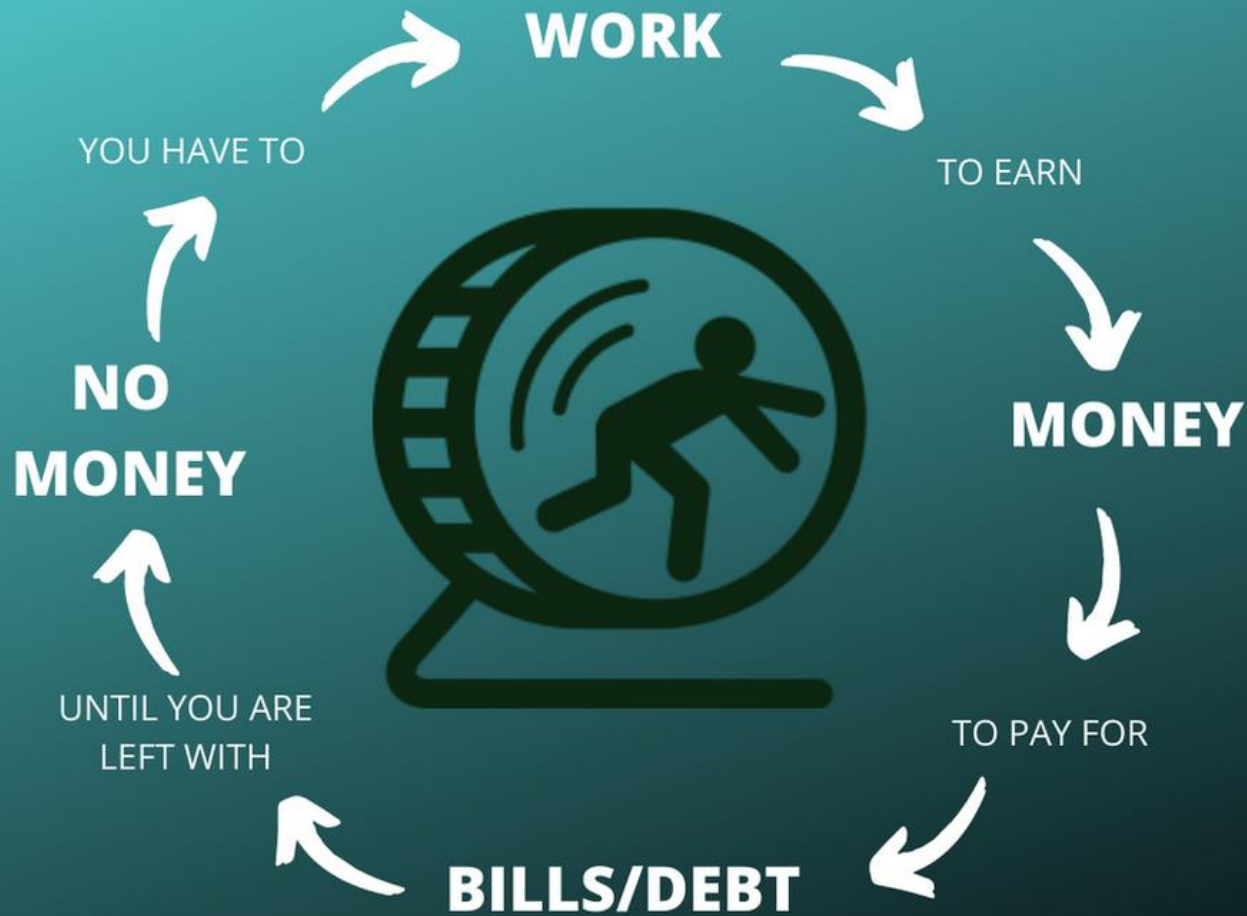 WORK
TO EARN
MONEY
TO PAY FOR
BILLS/DEBT
UNTIL YOU ARE
LEFT WITH
NO
MONEY
YOU HAVE TO